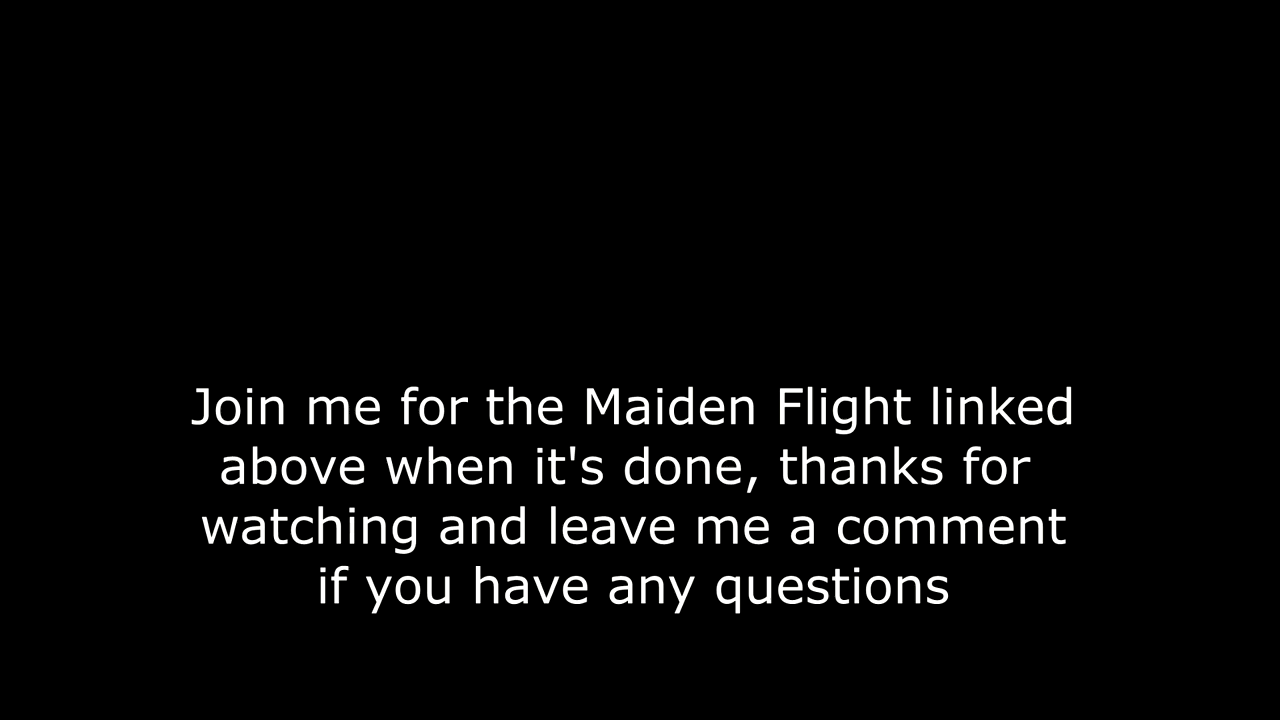 Join me for the Maiden Flight linked
above when it's done, thanks for
watching and leave me a comment
if you have any questions